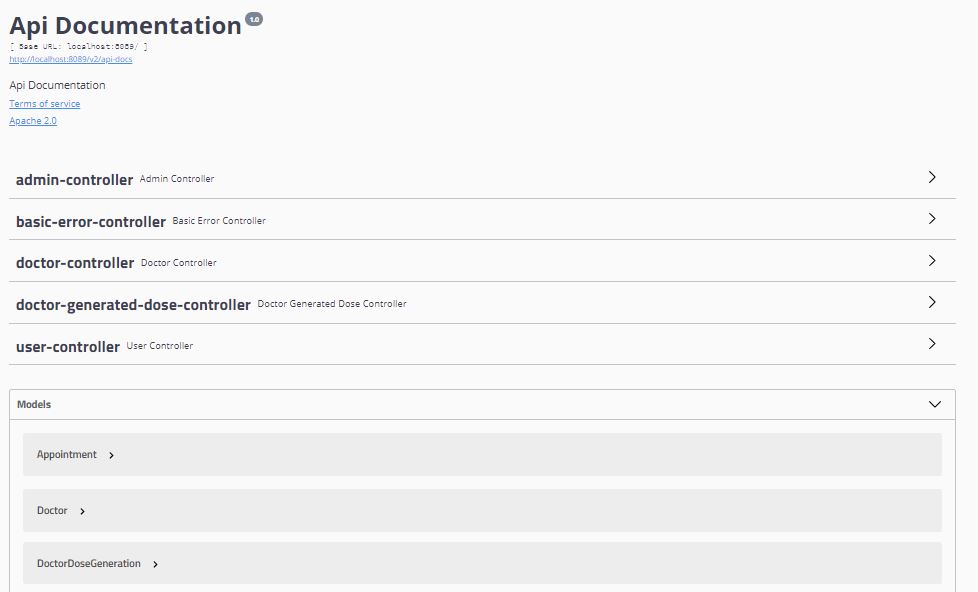 Api Documentation 1.0
[ Base URL: localhost:8089/ ]
http://localhost:8089/v2/api-docs
Api Documentation
Terms of service
Apache 2.0
admin-controller Admin Controller
basic-error-controller Basic Error Controller
doctor-controller Doctor Controller
doctor-generated-dose-controller Doctor Generated Dose Controller
user-controller User Controller
Models
Appointment
Doctor
DoctorDoseGeneration